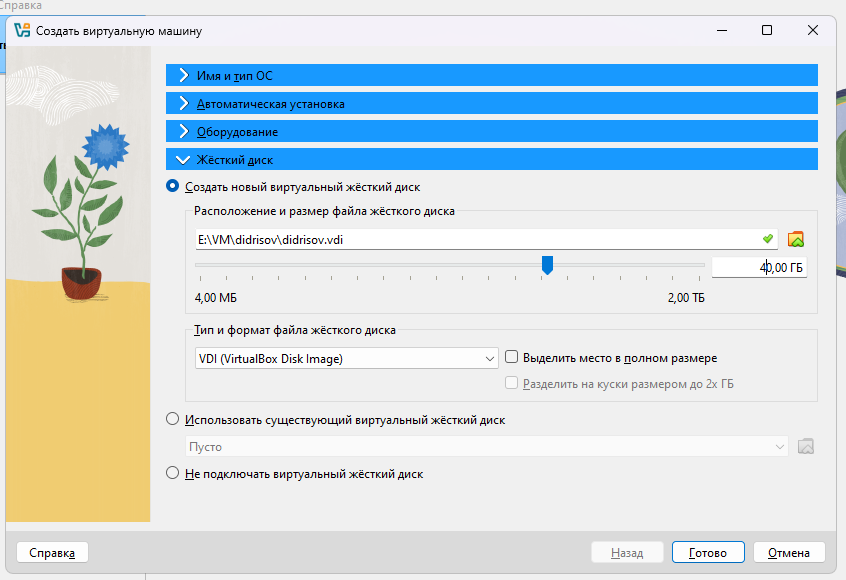 Справка
Создать виртуальную машину
Имя и тип ОС
Автоматическая установка
Оборудование
Жёсткий диск
Создать новый виртуальный жёсткий диск
Расположение и размер файла жёсткого диска
E:\VM\didrisov\didrisov.vdi
40,00 ГБ
4,00 МБ 2,00 ТБ
Тип и формат файла жёсткого диска
VDI (VirtualBox Disk Image) Выделить место в полном размере
Разделить на куски размером до 2х ГБ
Использовать существующий виртуальный жёсткий диск
Пусто
Не подключать виртуальный жёсткий диск
Справка Назад Готово Отмена